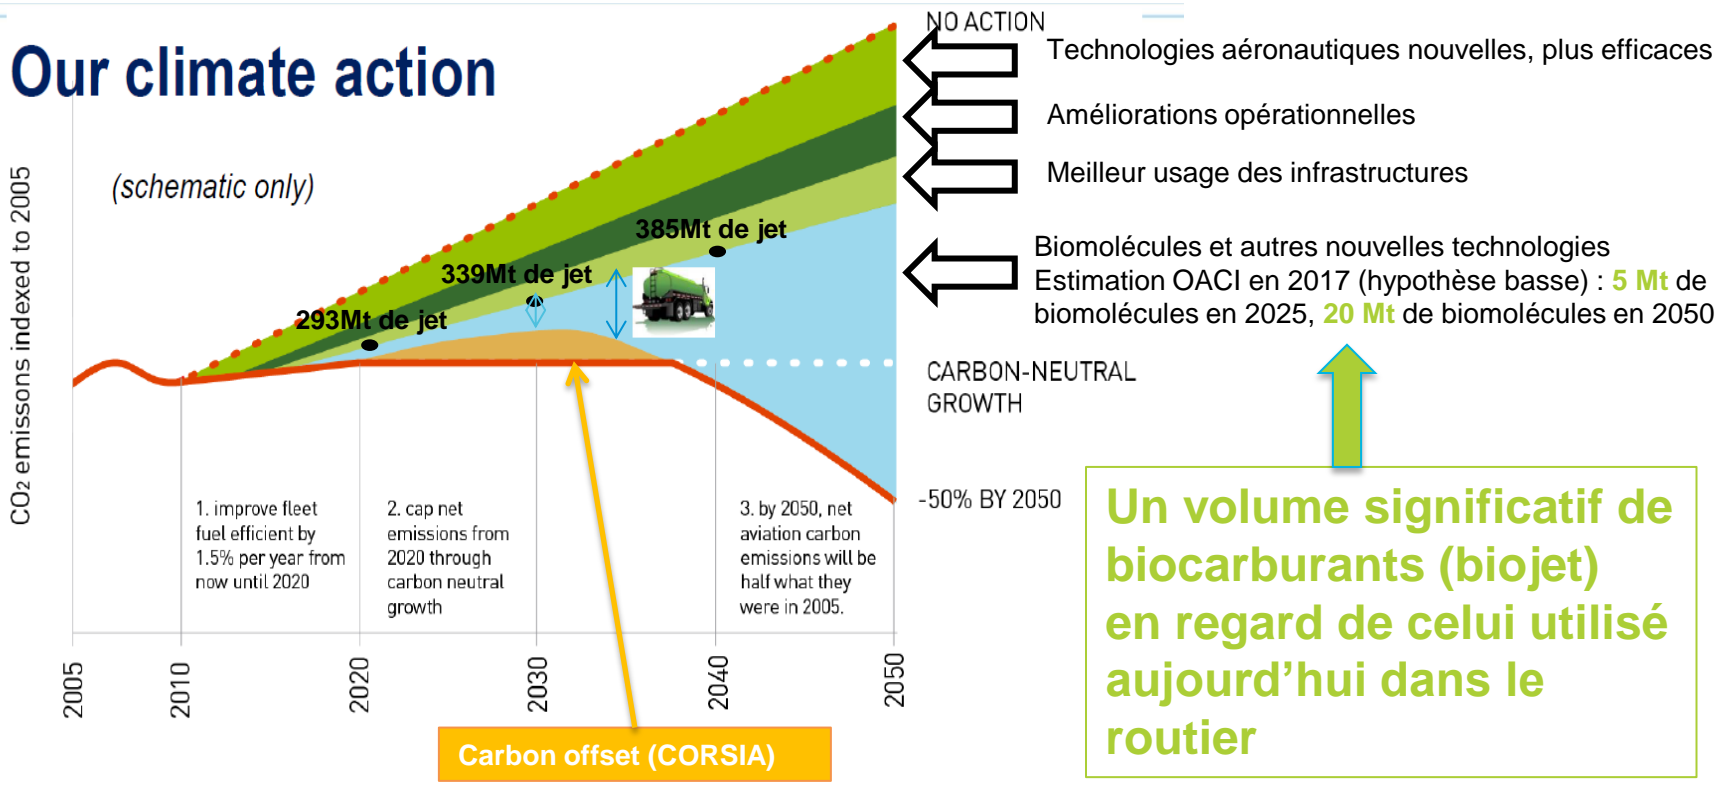 Our climate action
(schematic only)
CO2 emissons indexed to 2005
NO ACTION
Technologies aéronautiques nouvelles, plus efficaces
Améliorations opérationnelles
Meilleur usage des infrastructures
385Mt de jet
339Mt de jet
293Mt de jet
Biomolécules et autres nouvelles technologies
Estimation OACI en 2017 (hypothèse basse) : 5 Mt de
biomolécules en 2025, 20 Mt de biomolécules en 2050
CARBON-NEUTRAL
GROWTH
-50% BY 2050
1. improve fleet
fuel efficient by
1.5% per year from
now until 2020
2. cap net
emissions from
2020 through
carbon neutral
growth
3. by 2050, net
aviation carbon
emissions will be
half what they
were in 2005.
2005
2010
2020
2030
2040
2050
Carbon offset (CORSIA)
Un volume significatif de
biocarburants (biojet)
en regard de celui utilisé
aujourd’hui dans le
routier